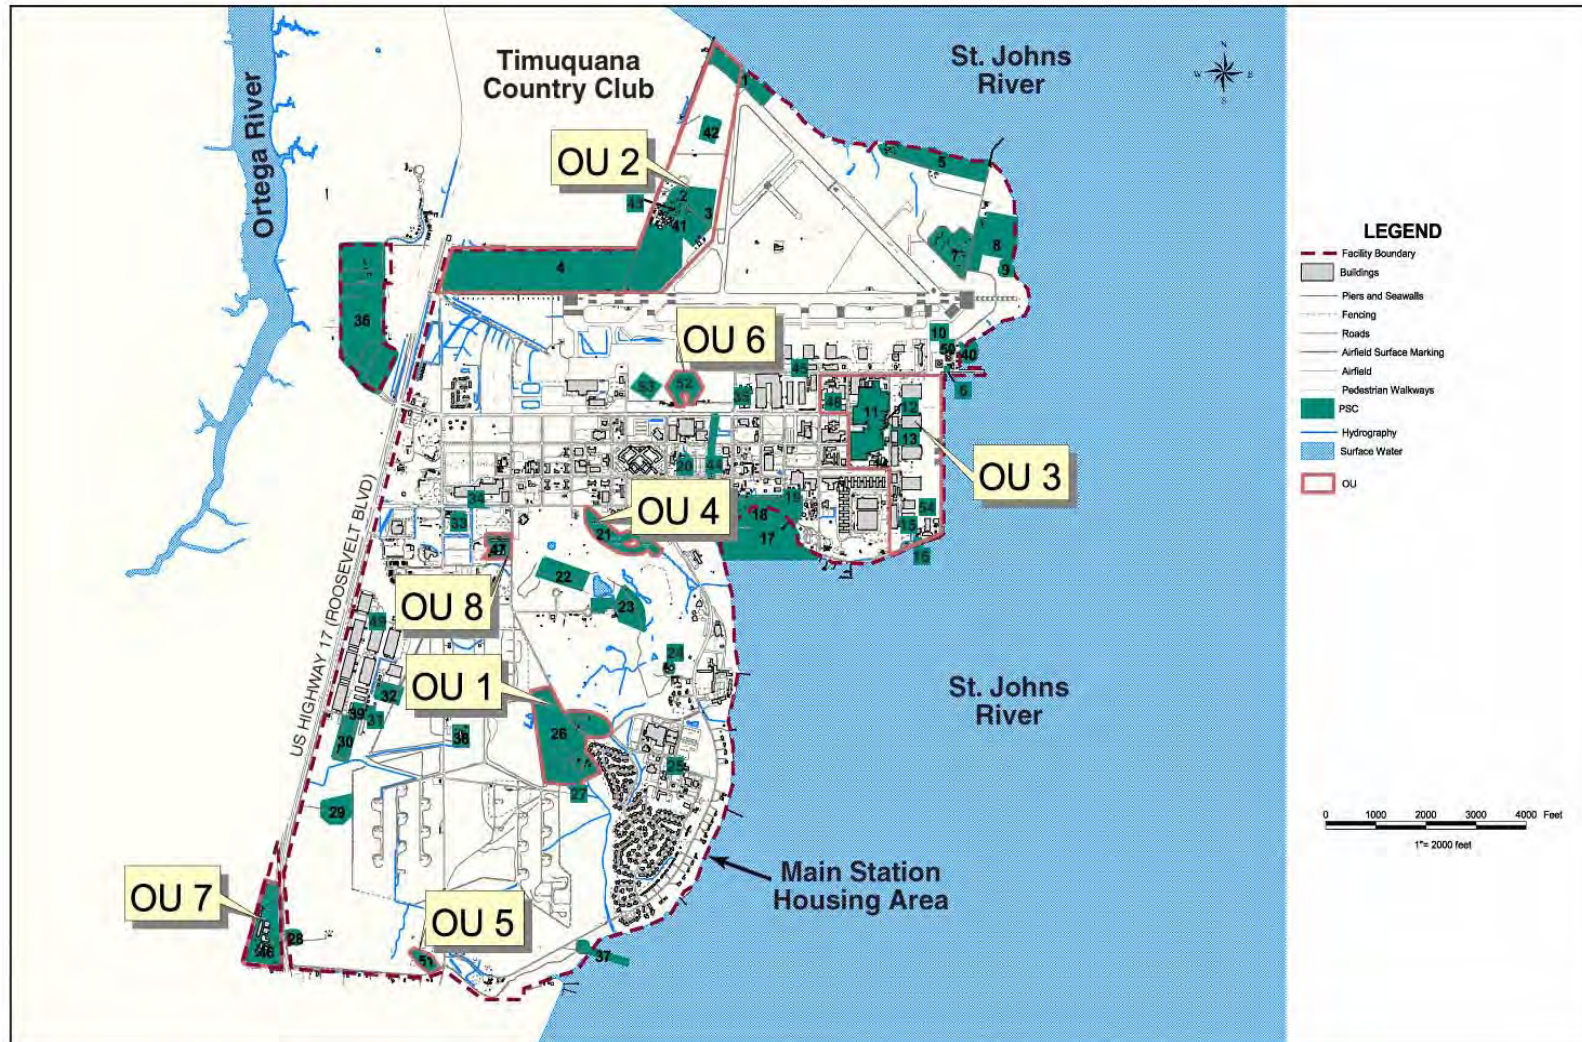 Timuquana
Country Club
St. Johns
River
N
W
E
S
Ortega River
1
42
OU 2
5
2
3
41
7
8
9
4
36
OU 6
10
50
40
6
45
53
52
35
48
11
12
13
OU 3
20
44
34
33
OU 4
21
19
18
17
54
15
16
47
22
23
OU 8
US HIGHWAY 17 (ROOSEVELT BLVD)
49
24
OU 1
32
39
31
30
38
26
25
27
29
St. Johns
River
Main Station
Housing Area
OU 7
OU 5
46
28
51
37
LEGEND
Facility Boundary
Buildings
Piers and Seawalls
Fencing
Roads
Airfield Surface Marking
Airfield
Pedestrian Walkways
PSC
Hydrography
Surface Water
OU
0 1000 2000 3000 4000 Feet
1"= 2000 feet